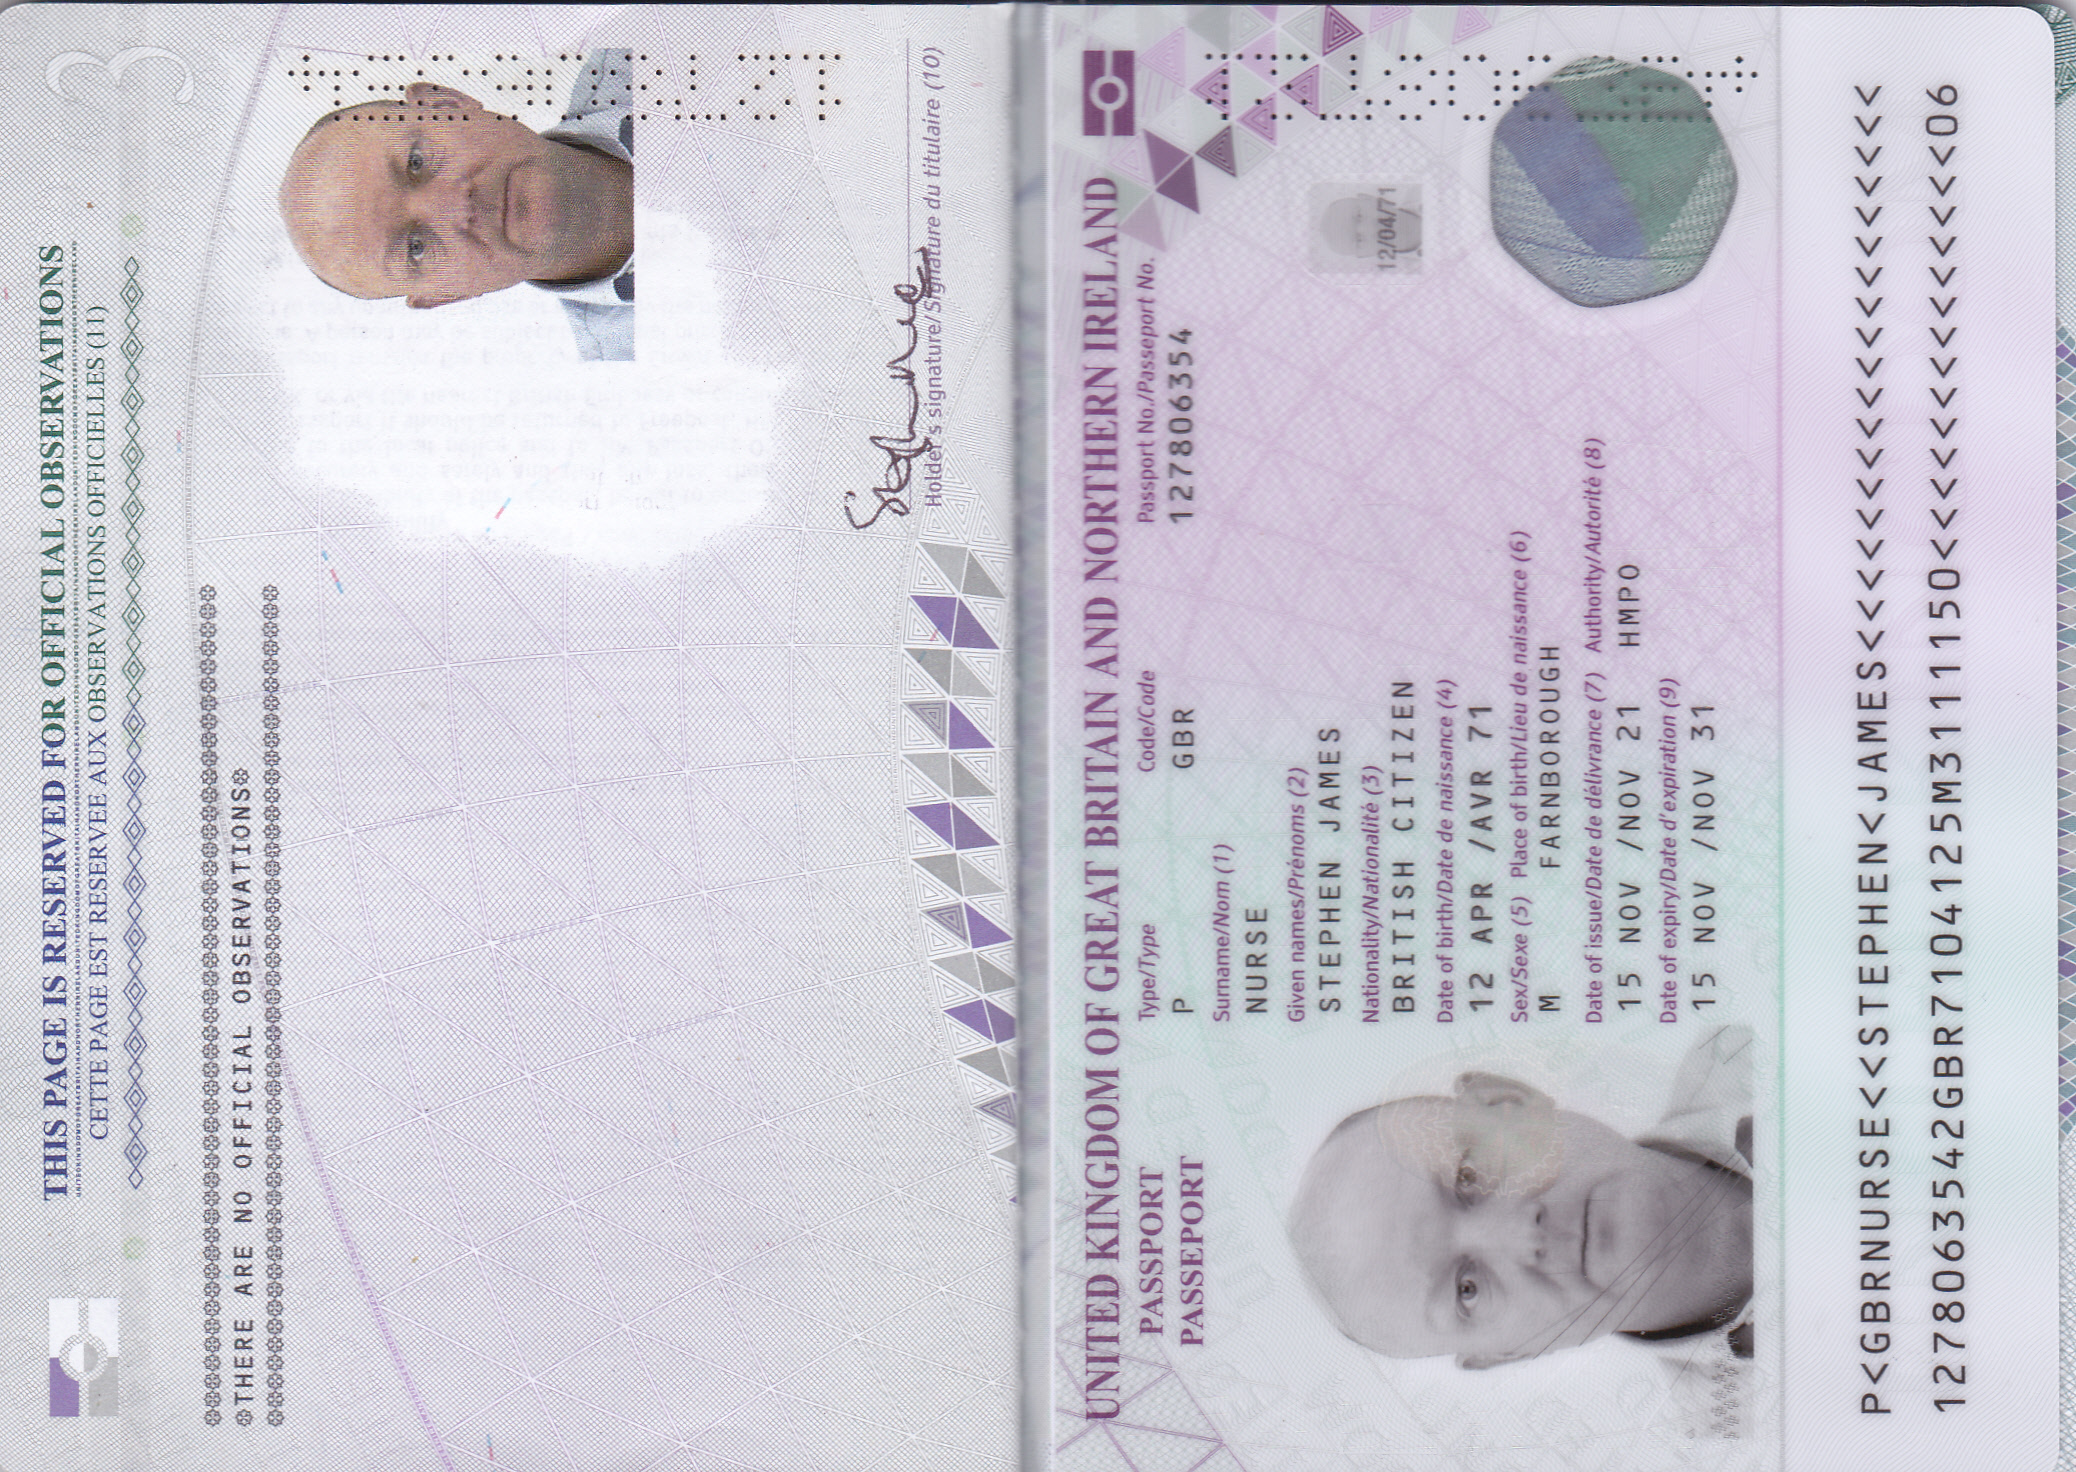 THIS PAGE IS RESERVED FOR OFFICIAL OBSERVATIONS
CETTE PAGE EST RESERVEE AUX OBSERVATIONS OFFICIELLES (11)
THERE ARE NO OFFICIAL OBSERVATIONS
Holder's signature/Signature du titulaire (10)
3
UNITED KINGDOM OF GREAT BRITAIN AND NORTHERN IRELAND
PASSPORT
PASSEPORT
Type/Type Code/Code Passport No./Passeport No.
P GBR 127806354
Surname/Nom (1)
NURSE
Given names/Prénoms (2)
STEPHEN JAMES
Nationality/Nationalité (3)
BRITISH CITIZEN
Date of birth/Date de naissance (4)
12 APR /AVR 71
Sex/Sexe (5) Place of birth/Lieu de naissance (6)
M FARNBOROUGH
Date of issue/Date de délivrance (7) Authority/Autorité (8)
15 NOV /NOV 21 HMPO
Date of expiry/Date d'expiration (9)
15 NOV /NOV 31
12/04/71
P<GBRNURSE<<STEPHEN<JAMES<<<<<<<<<<<<<<<<<<<
1278063542GBR7104125M3111150<<<<<<<<<<<<<<06